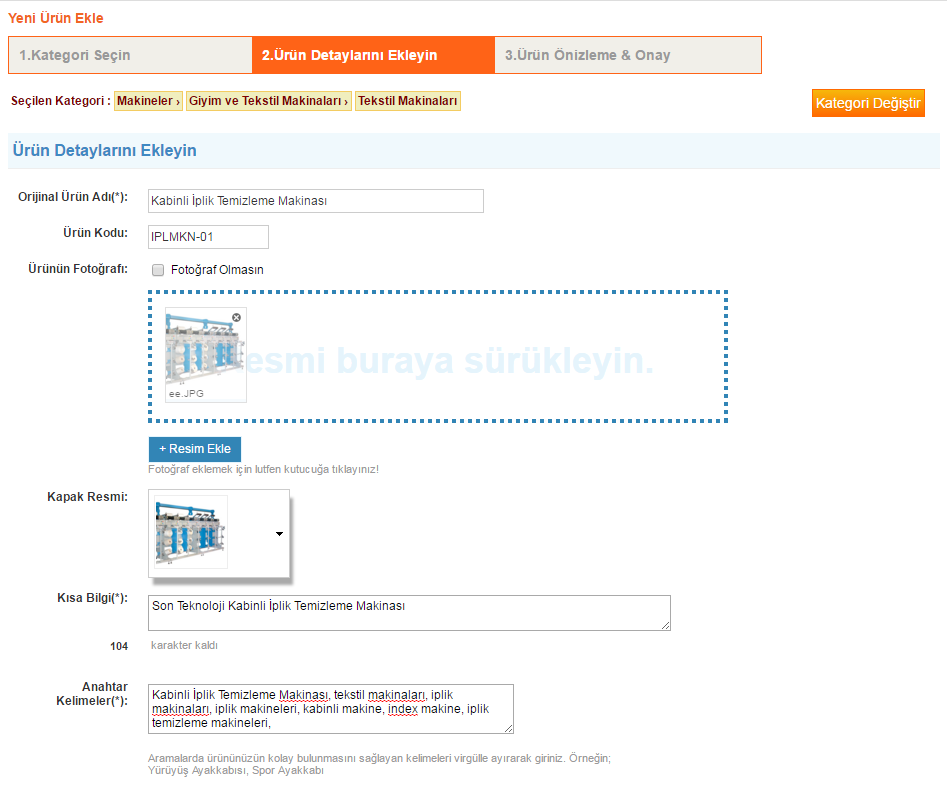 Yeni Ürün Ekle
1.Kategori Seçin
2.Ürün Detaylarını Ekleyin
3.Ürün Önizleme & Onay
Seçilen Kategori : Makineler › Giyim ve Tekstil Makinaları › Tekstil Makinaları
Kategori Değiştir
Ürün Detaylarını Ekleyin
Orijinal Ürün Adı(*): Kabinli İplik Temizleme Makinası
Ürün Kodu: IPLMKN-01
Ürünün Fotoğrafı: Fotoğraf Olmasın
esmi buraya sürükleyin.
ee.JPG
+ Resim Ekle
Fotoğraf eklemek için lutfen kutucuğa tıklayınız!
Kapak Resmi:
Kısa Bilgi(*): Son Teknoloji Kabinli İplik Temizleme Makinası
104 karakter kaldı
Anahtar
Kelimeler(*):
Kabinli İplik Temizleme Makinası, tekstil makinaları, iplik
makinaları, iplik makineleri, kabinli makine, index makine, iplik
temizleme makineleri,
Aramalarda ürününüzün kolay bulunmasını sağlayan kelimeleri virgülle ayırarak giriniz. Örneğin;
Yürüyüş Ayakkabısı, Spor Ayakkabı